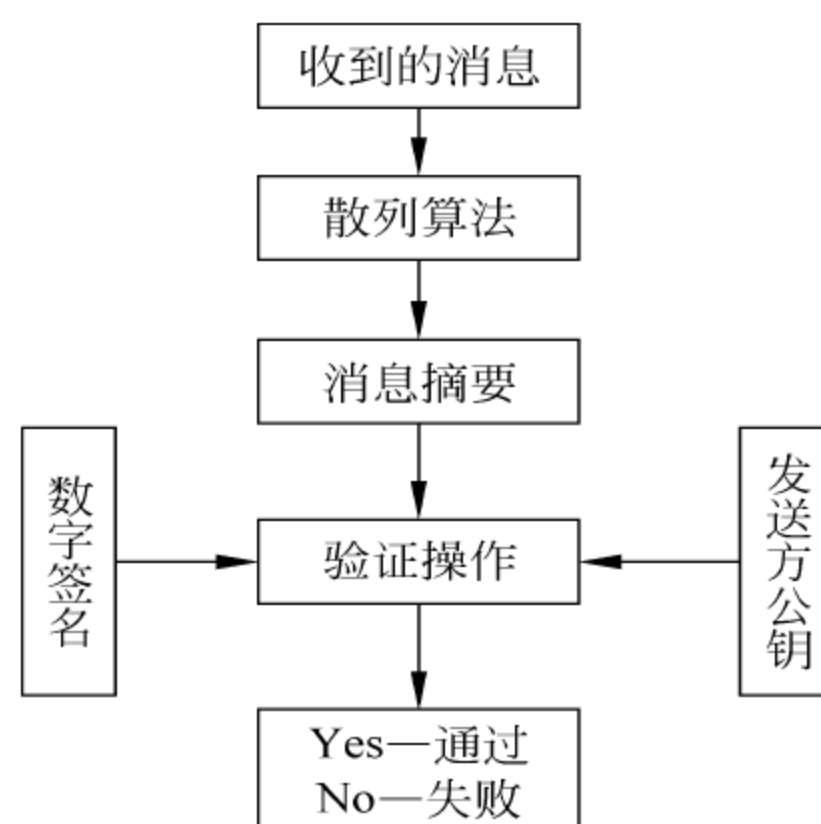 收到的消息
散列算法
消息摘要
数字签名
验证操作
发送方公钥
Yes—通过
No—失败